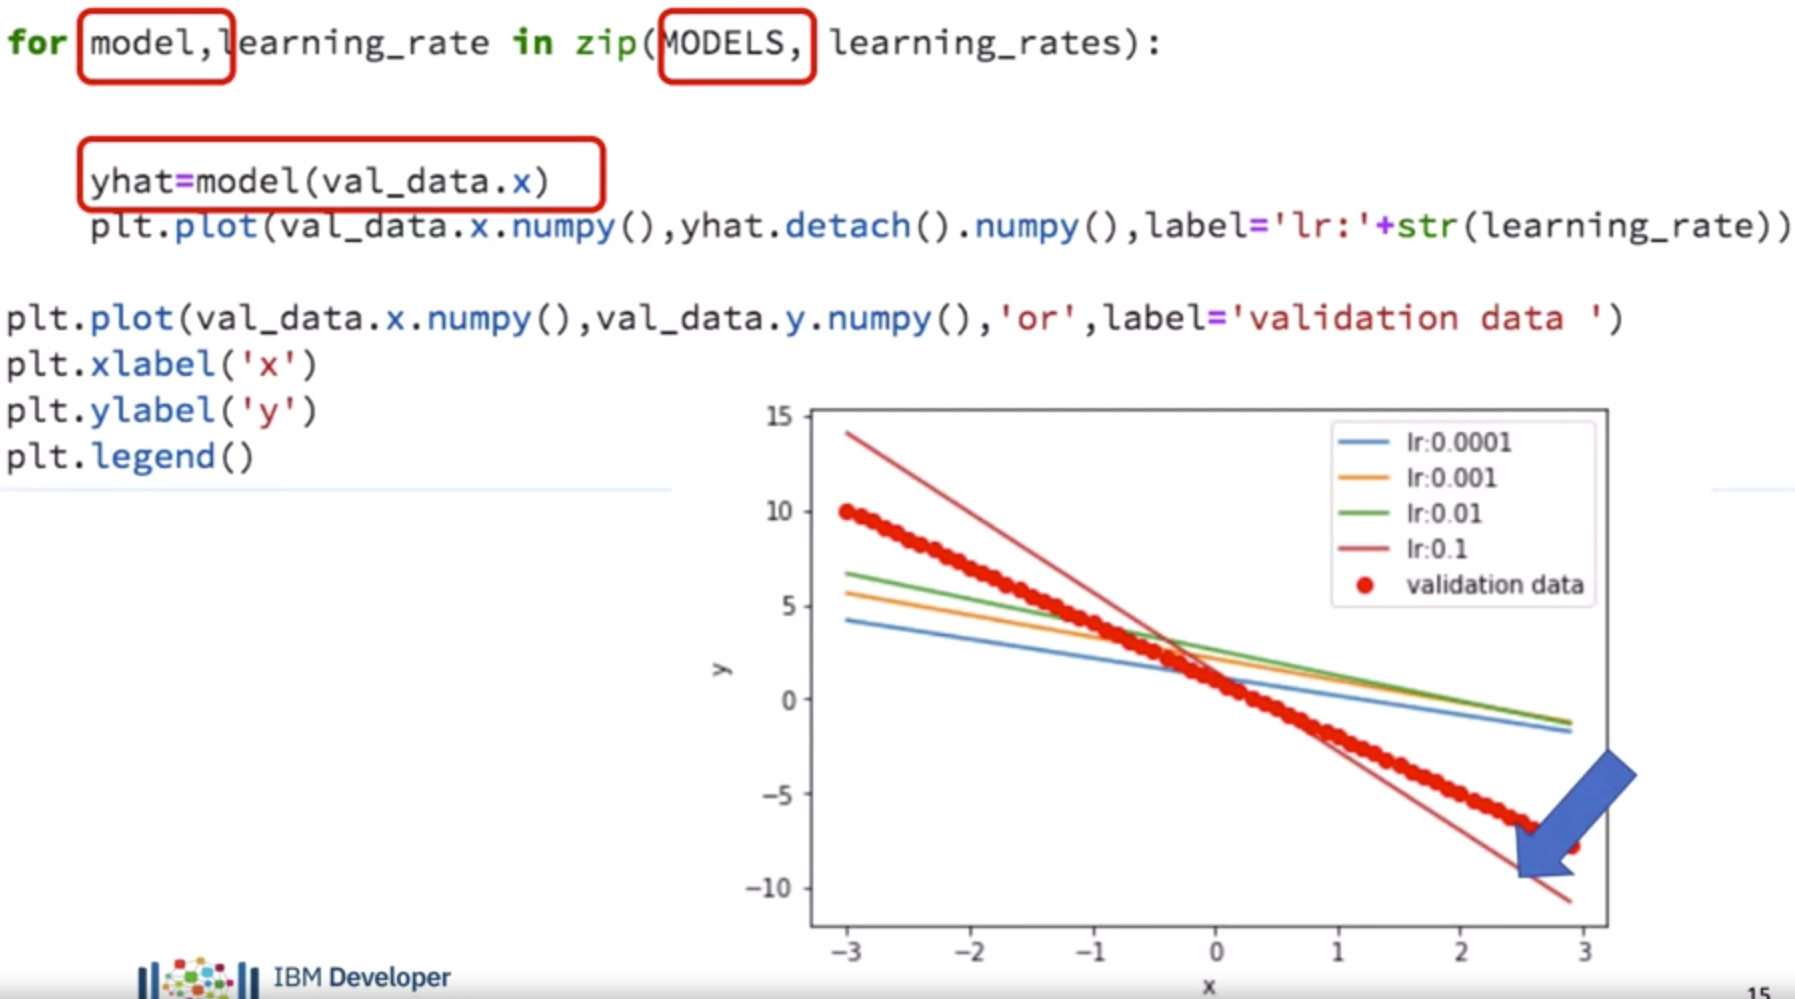 for model,learning_rate in zip(MODELS, learning_rates):
yhat=model(val_data.x)
plt.plot(val_data.x.numpy(),yhat.detach().numpy(),label='lr:'+str(learning_rate))
plt.plot(val_data.x.numpy(),val_data.y.numpy(),'or',label='validation data ')
plt.xlabel('x')
plt.ylabel('y')
plt.legend()
15
10
5
0
−5
−10
y
lr:0.0001
lr:0.001
lr:0.01
lr:0.1
validation data
−3 −2 −1 0 1 2 3
x
IBM Developer
15